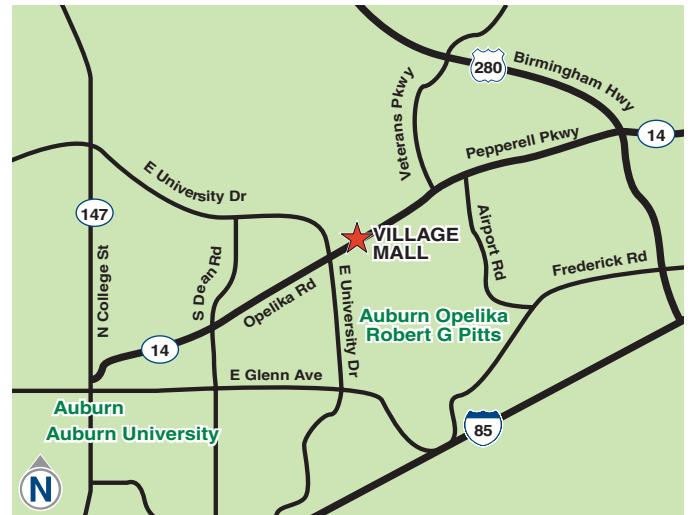 280
Birmingham Hwy
Veterans Pkwy
14
Pepperell Pkwy
E University Dr
147
N College St
S Dean Rd
VILLAGE
MALL
Airport Rd
Frederick Rd
Opelika Rd
E University Dr
Auburn Opelika
Robert G Pitts
14
E Glenn Ave
Auburn
Auburn University
85
N